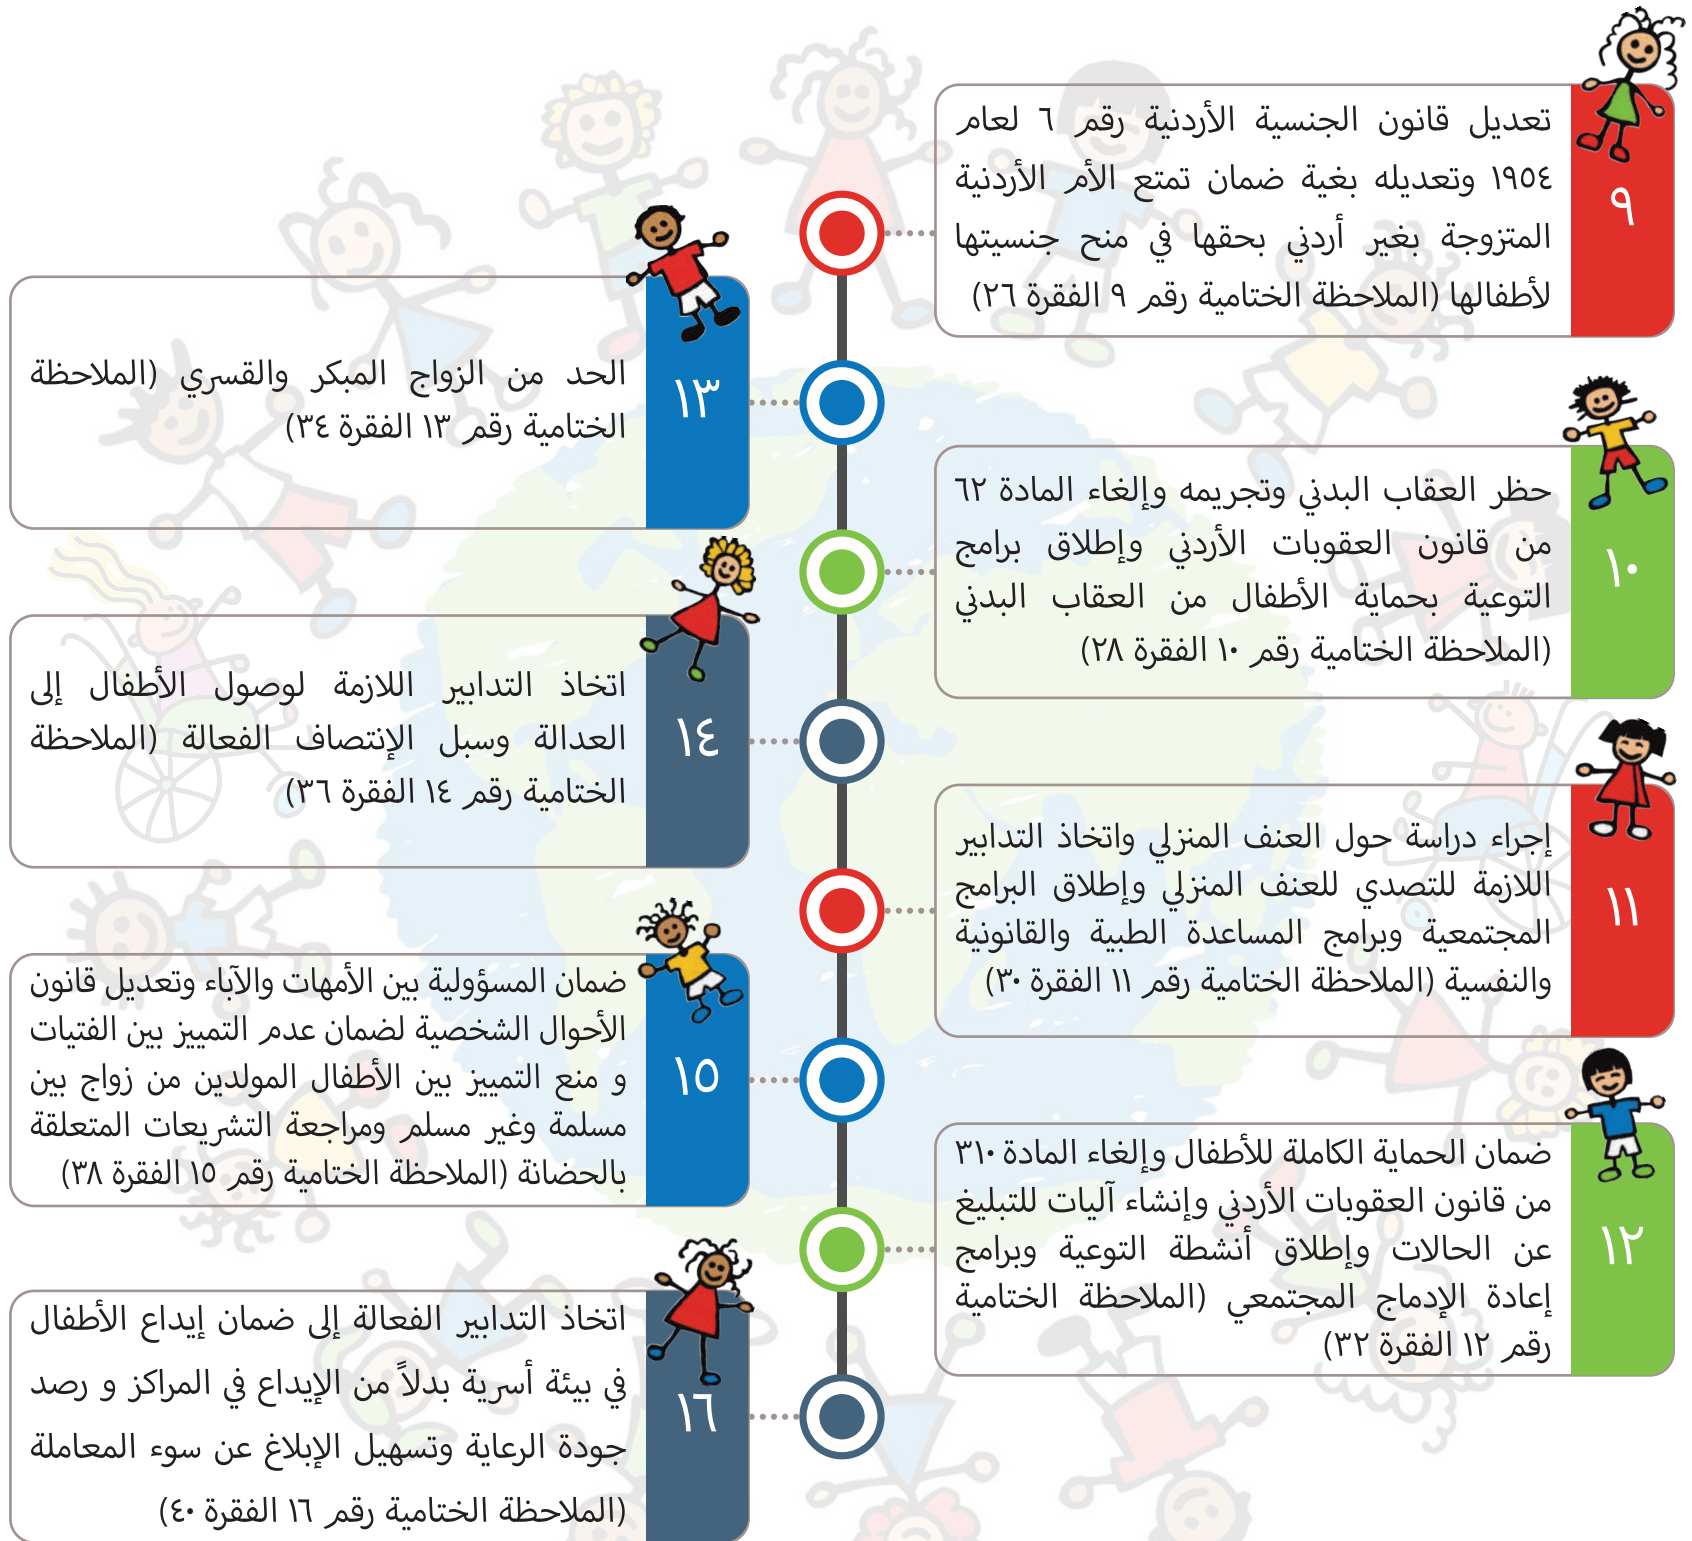 ٩
تعديل قانون الجنسية الأردنية رقم ٦ لعام
١٩٥٤ وتعديله بغية ضمان تمتع الأم الأردنية
المتزوجة بغير أردني بحقها في منح جنسيتها
لأطفالها (الملاحظة الختامية رقم ٩ الفقرة ٢٦)
١٠
حظر العقاب البدني وتجريمه وإلغاء المادة ٦٢
من قانون العقوبات الأردني وإطلاق برامج
التوعية بحماية الأطفال من العقاب البدني
(الملاحظة الختامية رقم ١٠ الفقرة ٢٨)
١١
إجراء دراسة حول العنف المنزلي واتخاذ التدابير
اللازمة للتصدي للعنف المنزلي وإطلاق البرامج
المجتمعية وبرامج المساعدة الطبية والقانونية
والنفسية (الملاحظة الختامية رقم ١١ الفقرة ٣٠)
١٢
ضمان الحماية الكاملة للأطفال وإلغاء المادة ٣١٠
من قانون العقوبات الأردني وإنشاء آليات للتبليغ
عن الحالات وإطلاق أنشطة التوعية وبرامج
إعادة الإدماج المجتمعي (الملاحظة الختامية
رقم ١٢ الفقرة ٣٢)
١٣
الحد من الزواج المبكر والقسري (الملاحظة
الختامية رقم ١٣ الفقرة ٣٤)
١٤
اتخاذ التدابير اللازمة لوصول الأطفال إلى
العدالة وسبل الإنتصاف الفعالة (الملاحظة
الختامية رقم ١٤ الفقرة ٣٦)
١٥
ضمان المسؤولية بين الأمهات والآباء وتعديل قانون
الأحوال الشخصية لضمان عدم التمييز بين الفتيات
و منع التمييز بين الأطفال المولدين من زواج بين
مسلمة وغير مسلم ومراجعة التشريعات المتعلقة
بالحضانة (الملاحظة الختامية رقم ١٥ الفقرة ٣٨)
١٦
اتخاذ التدابير الفعالة إلى ضمان إيداع الأطفال
في بيئة أسرية بدلاً من الإيداع في المراكز و رصد
جودة الرعاية وتسهيل الإبلاغ عن سوء المعاملة
(الملاحظة الختامية رقم ١٦ الفقرة ٤٠)